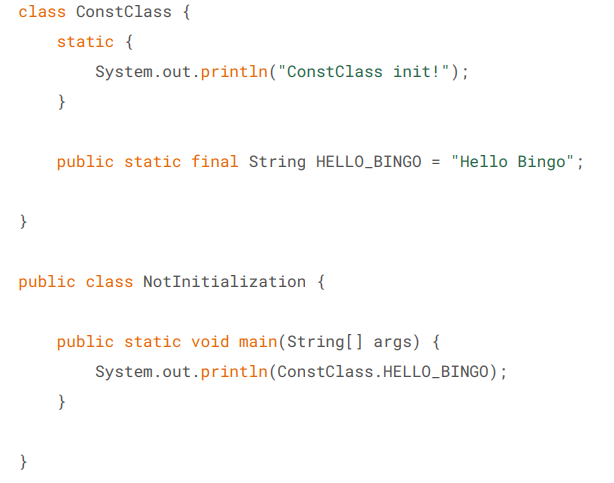 class ConstClass {
    static {
        System.out.println("ConstClass init!");
    }

    public static final String HELLO_BINGO = "Hello Bingo";

}

public class NotInitialization {

    public static void main(String[] args) {
        System.out.println(ConstClass.HELLO_BINGO);
    }

}